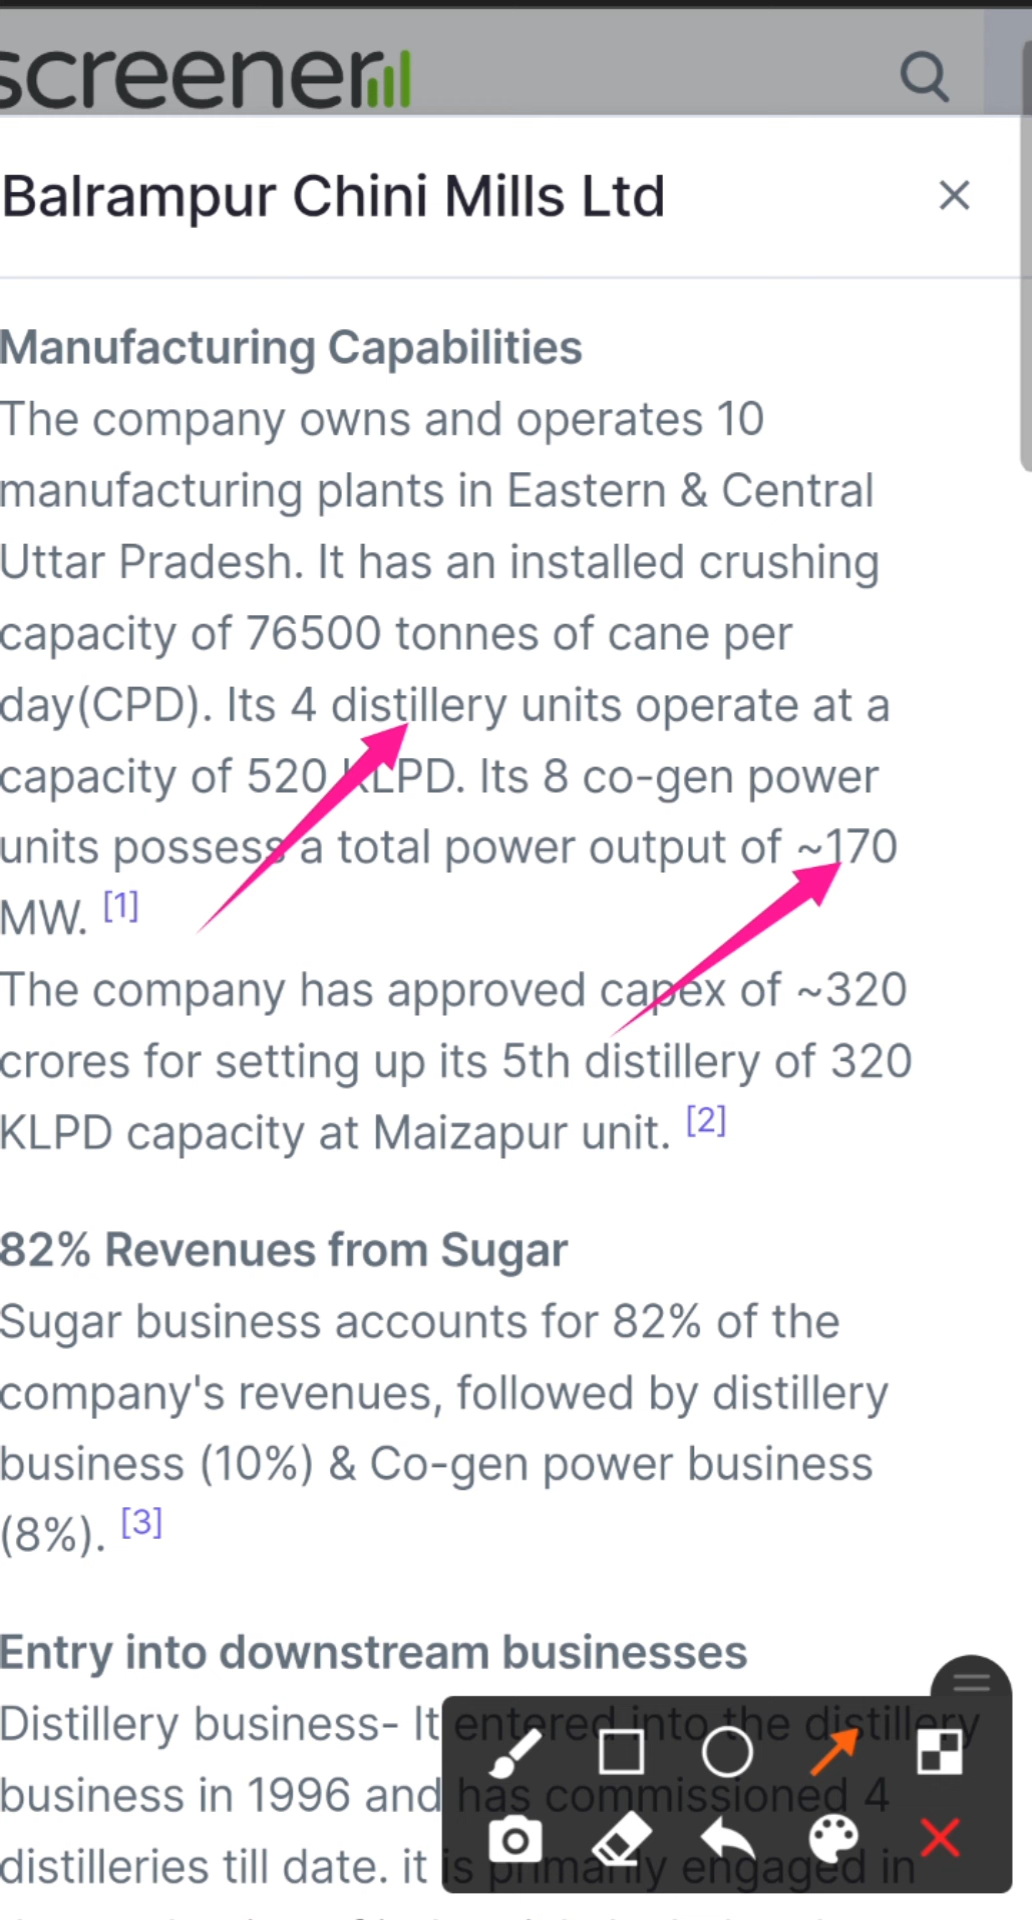 screener
Balrampur Chini Mills Ltd
Manufacturing Capabilities
The company owns and operates 10
manufacturing plants in Eastern & Central
Uttar Pradesh. It has an installed crushing
capacity of 76500 tonnes of cane per
day(CPD). Its 4 distillery units operate at a
capacity of 520 KLPD. Its 8 co-gen power
units possess a total power output of ~170
MW. [1]
The company has approved capex of ~320
crores for setting up its 5th distillery of 320
KLPD capacity at Maizapur unit. [2]
82% Revenues from Sugar
Sugar business accounts for 82% of the
company's revenues, followed by distillery
business (10%) & Co-gen power business
(8%). [3]
Entry into downstream businesses
Distillery business- It entered into the distillery
business in 1996 and has commissioned 4
distilleries till date. it is primarily engaged in